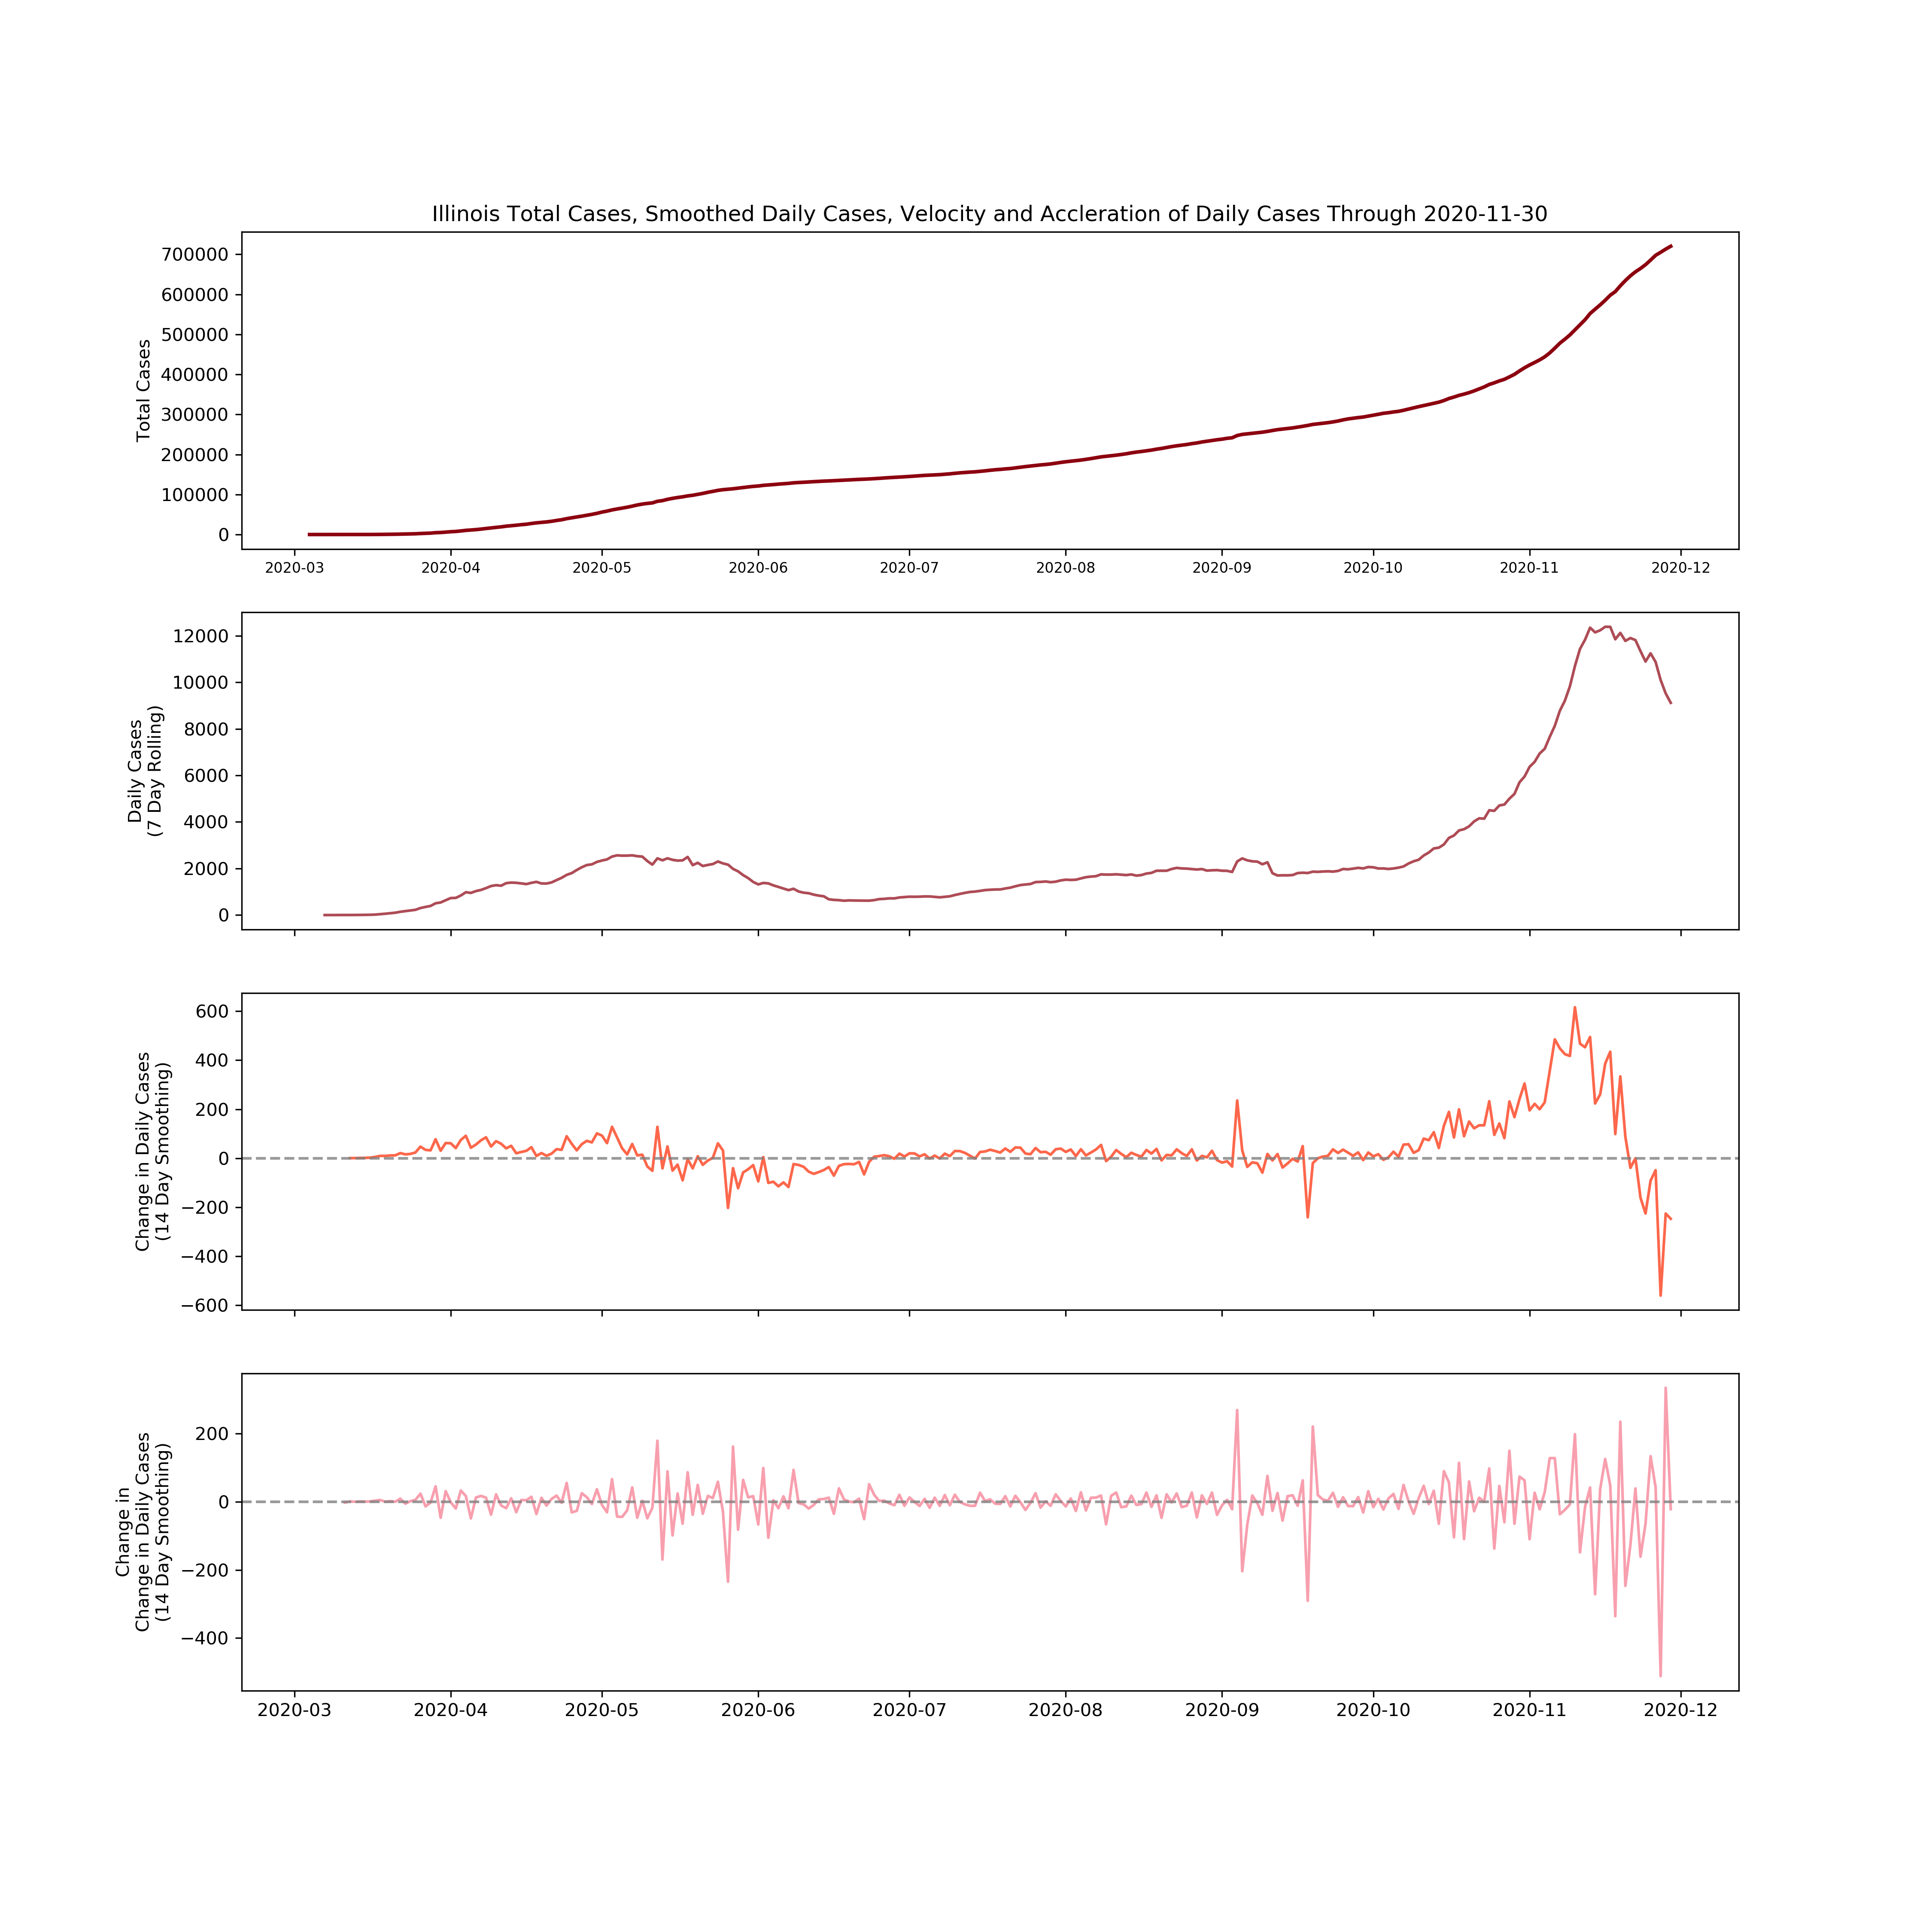 Illinois Total Cases, Smoothed Daily Cases, Velocity and Accleration of Daily Cases Through 2020-11-30
700000
600000
500000
400000
300000
200000
100000
0
Total Cases
2020-03 2020-04 2020-05 2020-06 2020-07 2020-08 2020-09 2020-10 2020-11 2020-12
12000
10000
8000
6000
4000
2000
0
Daily Cases
(7 Day Rolling)
600
400
200
0
−200
−400
−600
Change in Daily Cases
(14 Day Smoothing)
200
0
−200
−400
Change in
Change in Daily Cases
(14 Day Smoothing)
2020-03 2020-04 2020-05 2020-06 2020-07 2020-08 2020-09 2020-10 2020-11 2020-12